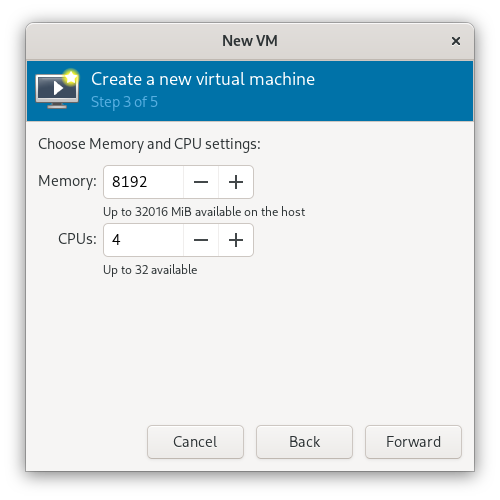 New VM
Create a new virtual machine
Step 3 of 5
Choose Memory and CPU settings:
Memory: 8192
Up to 32016 MiB available on the host
CPUs: 4
Up to 32 available
Cancel Back Forward